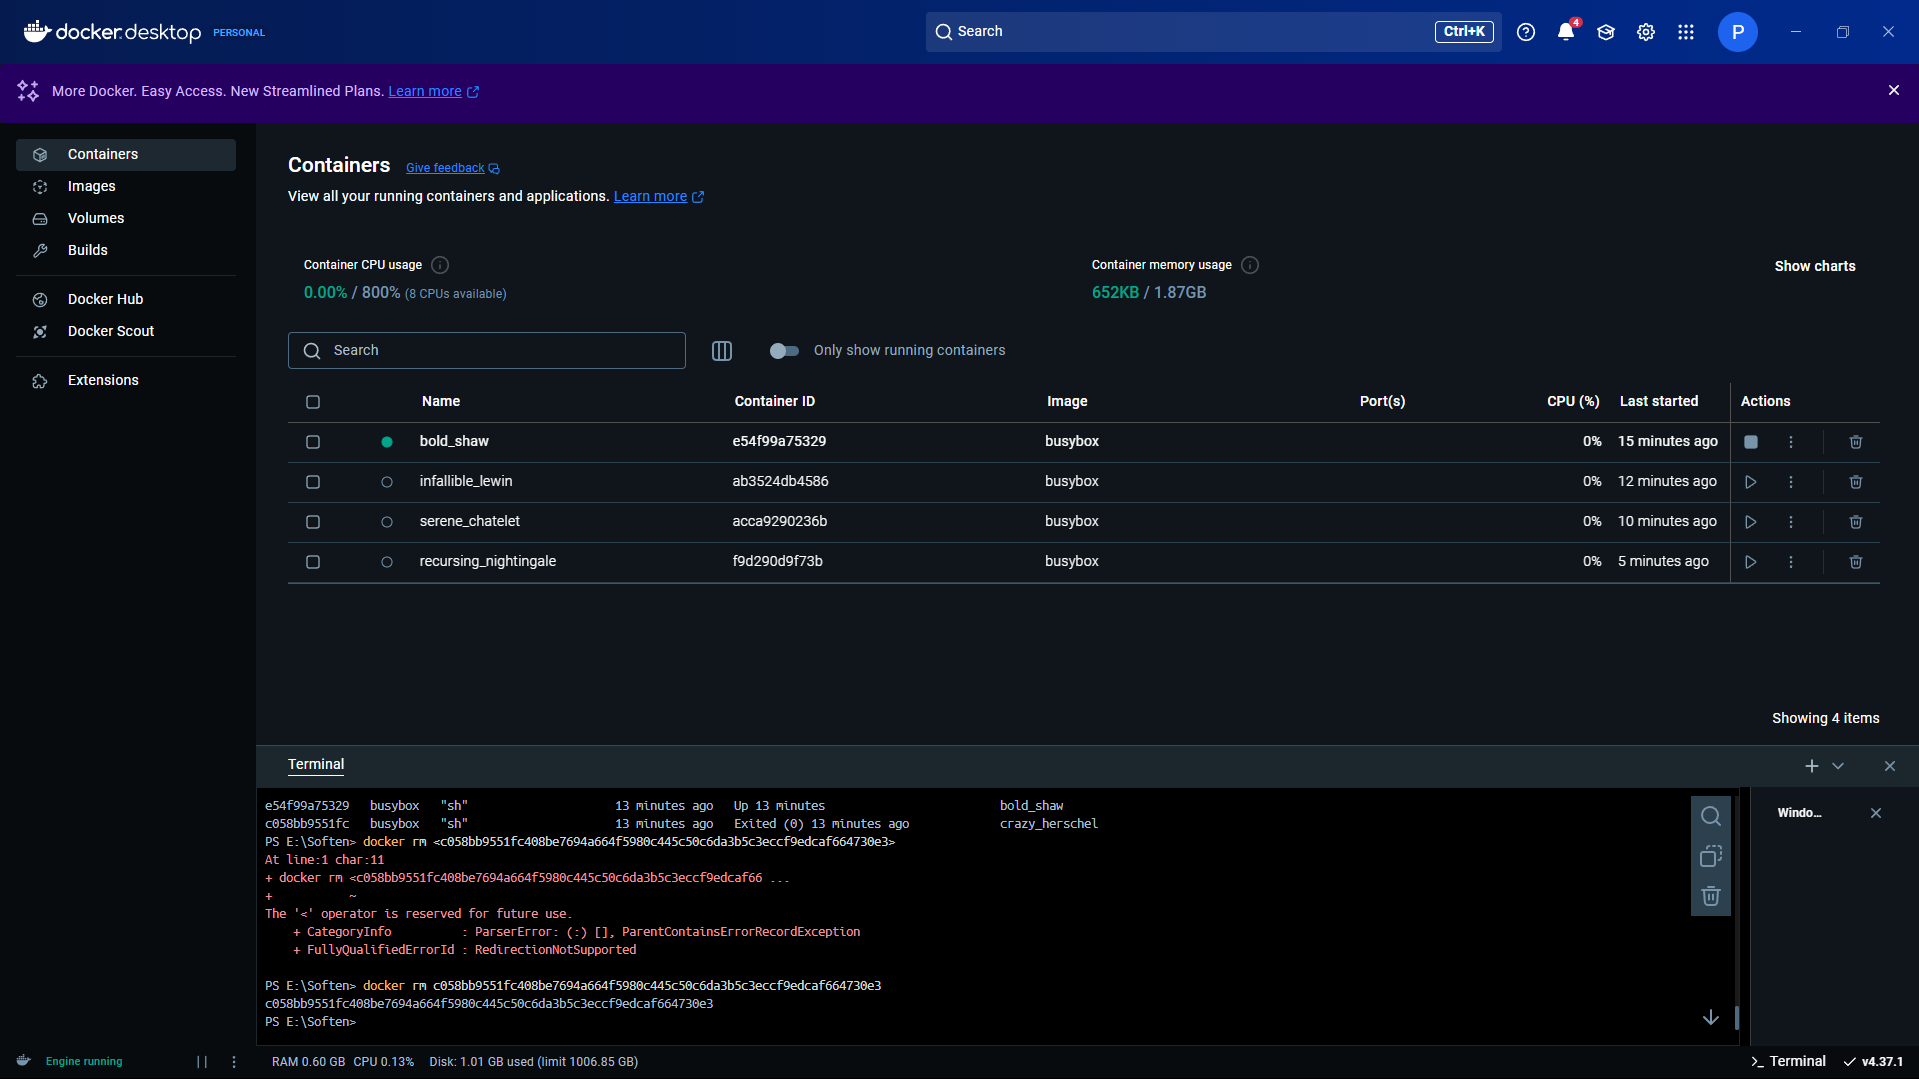 docker.desktop PERSONAL
Search
Ctrl+K
4
P
More Docker. Easy Access. New Streamlined Plans. Learn more
Containers
Images
Volumes
Builds
Docker Hub
Docker Scout
Extensions
Containers Give feedback
View all your running containers and applications. Learn more
Container CPU usage
0.00% / 800% (8 CPUs available)
Container memory usage
652KB / 1.87GB
Show charts
Search
Only show running containers
Name Container ID Image Port(s) CPU (%) Last started Actions
bold_shaw e54f99a75329 busybox 0% 15 minutes ago
infallible_lewin ab3524db4586 busybox 0% 12 minutes ago
serene_chatelet acca9290236b busybox 0% 10 minutes ago
recursing_nightingale f9d290d9f73b busybox 0% 5 minutes ago
Showing 4 items
Terminal
e54f99a75329 busybox "sh" 13 minutes ago Up 13 minutes bold_shaw
c058bb9551fc busybox "sh" 13 minutes ago Exited (0) 13 minutes ago crazy_herschel
PS E:\Soften> docker rm <c058bb9551fc408be7694a664f5980c445c50c6da3b5c3eccf9edcaf664730e3>
At line:1 char:11
+ docker rm <c058bb9551fc408be7694a664f5980c445c50c6da3b5c3eccf9edcaf66 ...
+ ~
The '<' operator is reserved for future use.
+ CategoryInfo : ParserError: (:) [], ParentContainsErrorRecordException
+ FullyQualifiedErrorId : RedirectionNotSupported
PS E:\Soften> docker rm c058bb9551fc408be7694a664f5980c445c50c6da3b5c3eccf9edcaf664730e3
c058bb9551fc408be7694a664f5980c445c50c6da3b5c3eccf9edcaf664730e3
PS E:\Soften>
Windo...
Engine running
RAM 0.60 GB CPU 0.13% Disk: 1.01 GB used (limit 1006.85 GB)
Terminal
v4.37.1